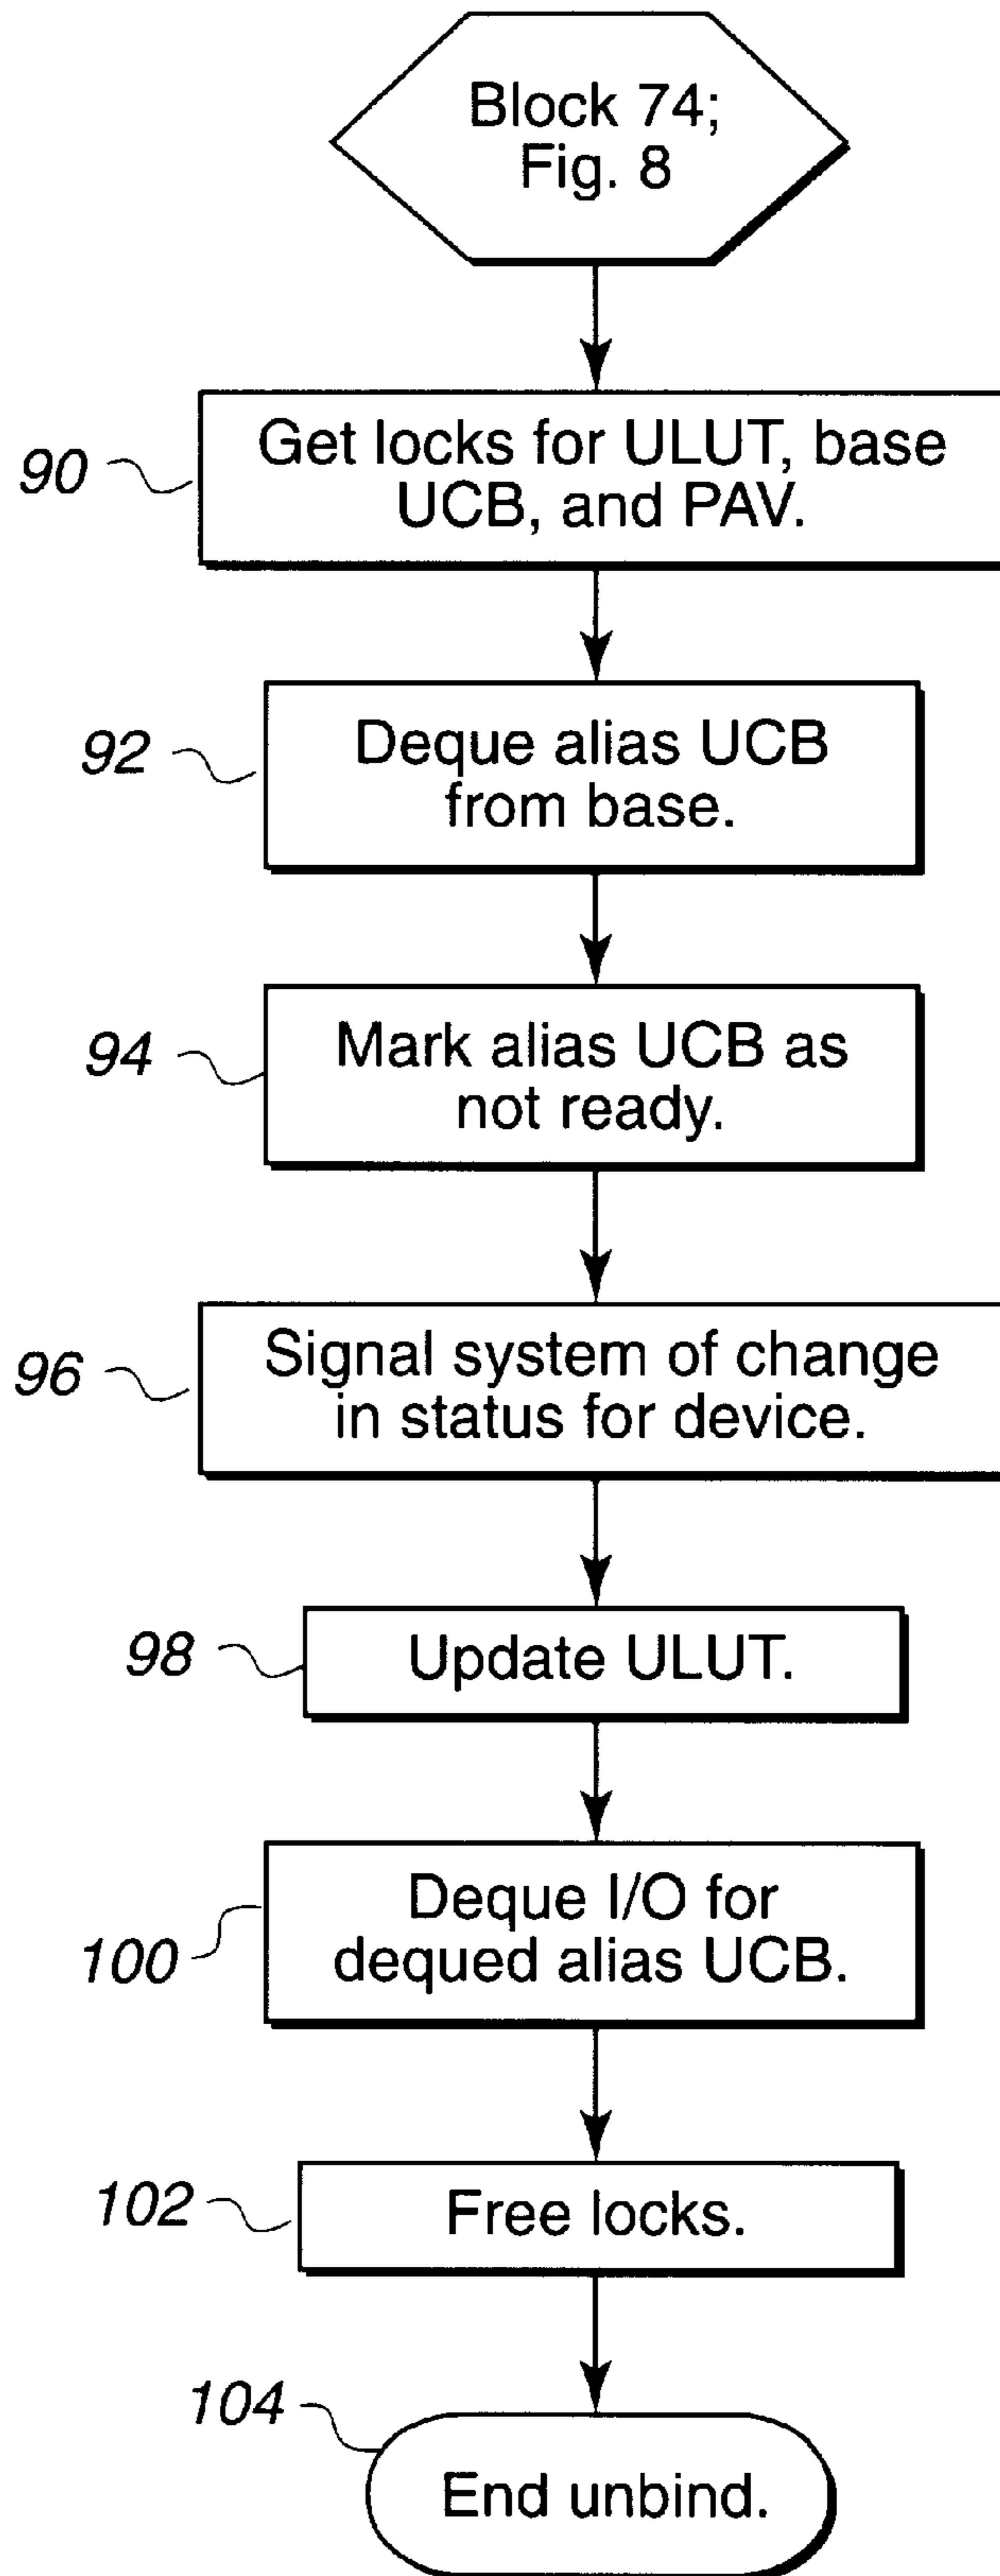 Block 74;
Fig. 8
90
Get locks for ULUT, base
UCB, and PAV.
92
Deque alias UCB
from base.
94
Mark alias UCB as
not ready.
96
Signal system of change
in status for device.
98
Update ULUT.
100
Deque I/O for
dequed alias UCB.
102
Free locks.
104
End unbind.